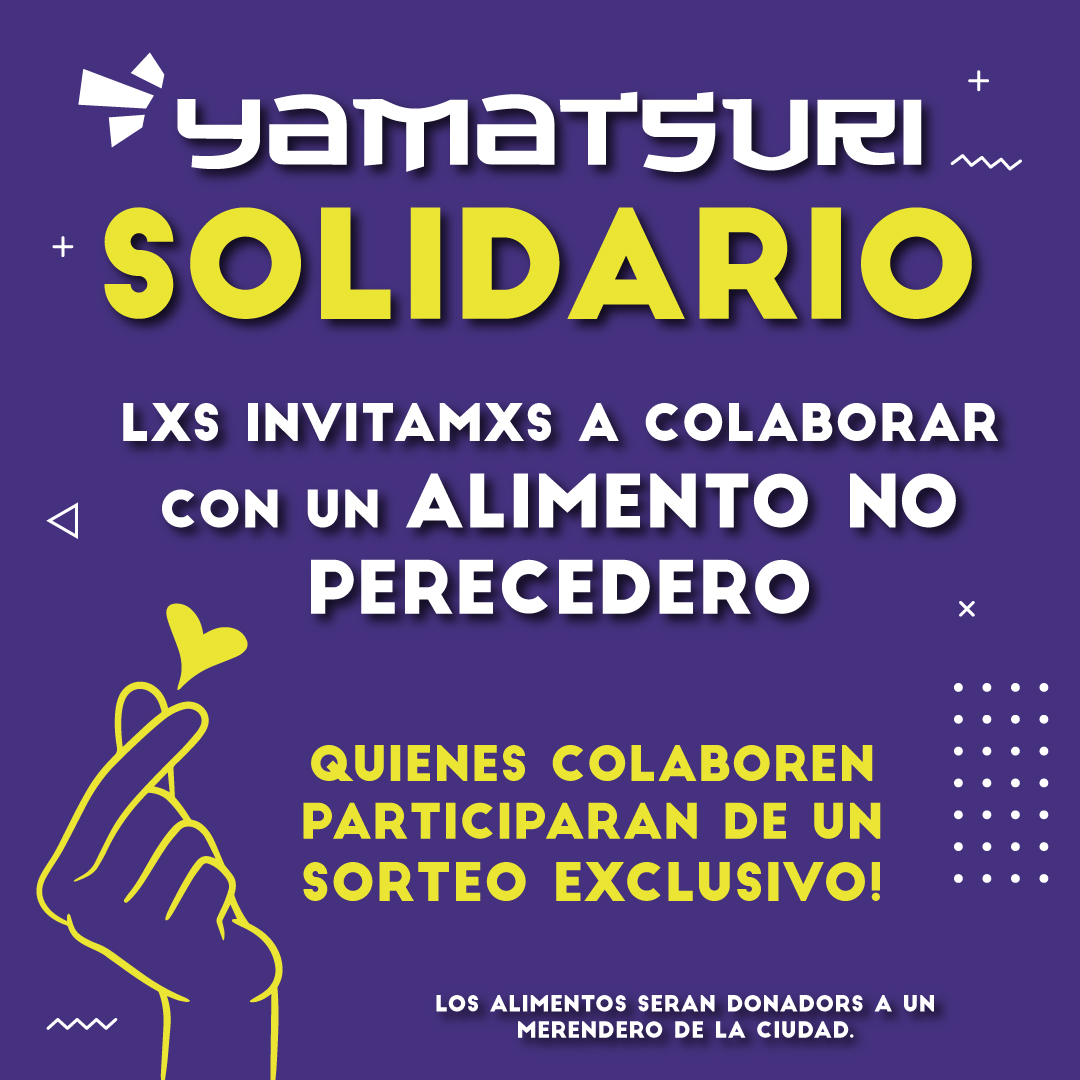 YAMATSURI
SOLIDARIO
LXS INVITAMXS A COLABORAR
CON UN ALIMENTO NO
PERECEDERO
QUIENES COLABOREN
PARTICIPARAN DE UN
SORTEO EXCLUSIVO!
LOS ALIMENTOS SERAN DONADORS A UN
MERENDERO DE LA CIUDAD.